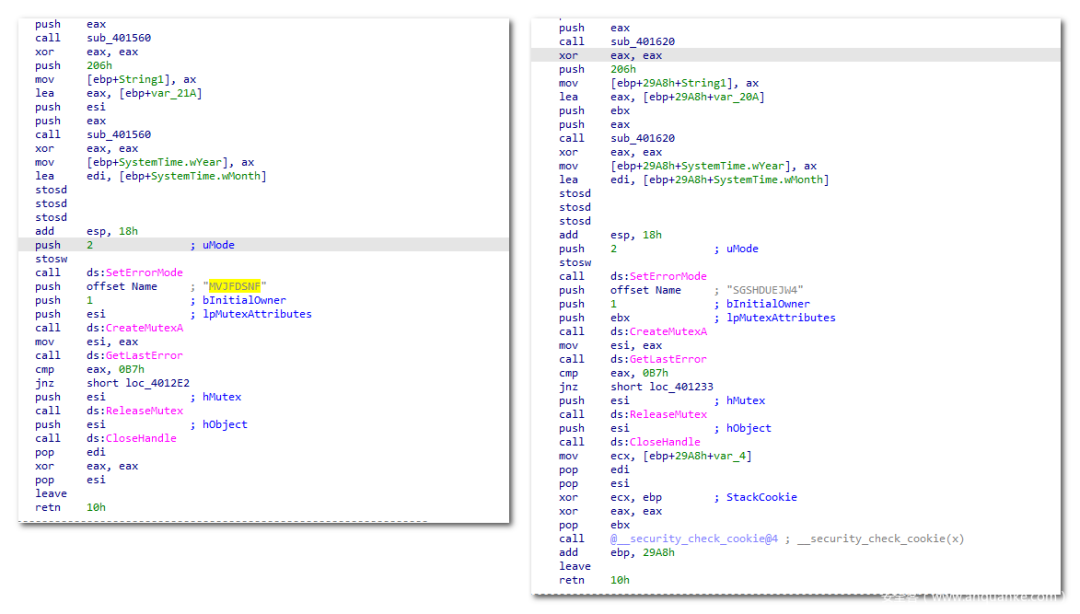 push eax
call sub_401560
xor eax, eax
push 206h
mov [ebp+String1], ax
lea eax, [ebp+var_21A]
push esi
push eax
call sub_401560
xor eax, eax
mov [ebp+SystemTime.wYear], ax
lea edi, [ebp+SystemTime.wMonth]
stosd
stosd
stosd
add esp, 18h
push 2 ; uMode
stosw
call ds:SetErrorMode
push offset Name ; "MVJFDSNF"
push 1 ; bInitialOwner
push esi ; lpMutexAttributes
call ds:CreateMutexA
mov esi, eax
call ds:GetLastError
cmp eax, 0B7h
jnz short loc_4012E2
push esi ; hMutex
call ds:ReleaseMutex
push esi ; hObject
call ds:CloseHandle
pop edi
xor eax, eax
pop esi
leave
retn 10h
push eax
call sub_401620
xor eax, eax
push 206h
mov [ebp+29A8h+String1], ax
lea eax, [ebp+29A8h+var_20A]
push ebx
push eax
call sub_401620
xor eax, eax
mov [ebp+29A8h+SystemTime.wYear], ax
lea edi, [ebp+29A8h+SystemTime.wMonth]
stosd
stosd
stosd
add esp, 18h
push 2 ; uMode
stosw
call ds:SetErrorMode
push offset Name ; "SGSHDUEJW4"
push 1 ; bInitialOwner
push ebx ; lpMutexAttributes
call ds:CreateMutexA
mov esi, eax
call ds:GetLastError
cmp eax, 0B7h
jnz short loc_401233
push esi ; hMutex
call ds:ReleaseMutex
push esi ; hObject
call ds:CloseHandle
mov ecx, [ebp+29A8h+var_4]
pop edi
pop esi
xor ecx, ebp ; StackCookie
xor eax, eax
pop ebx
call @__security_check_cookie@4 ; __security_check_cookie(x)
add ebp, 29A8h
leave
retn 10h